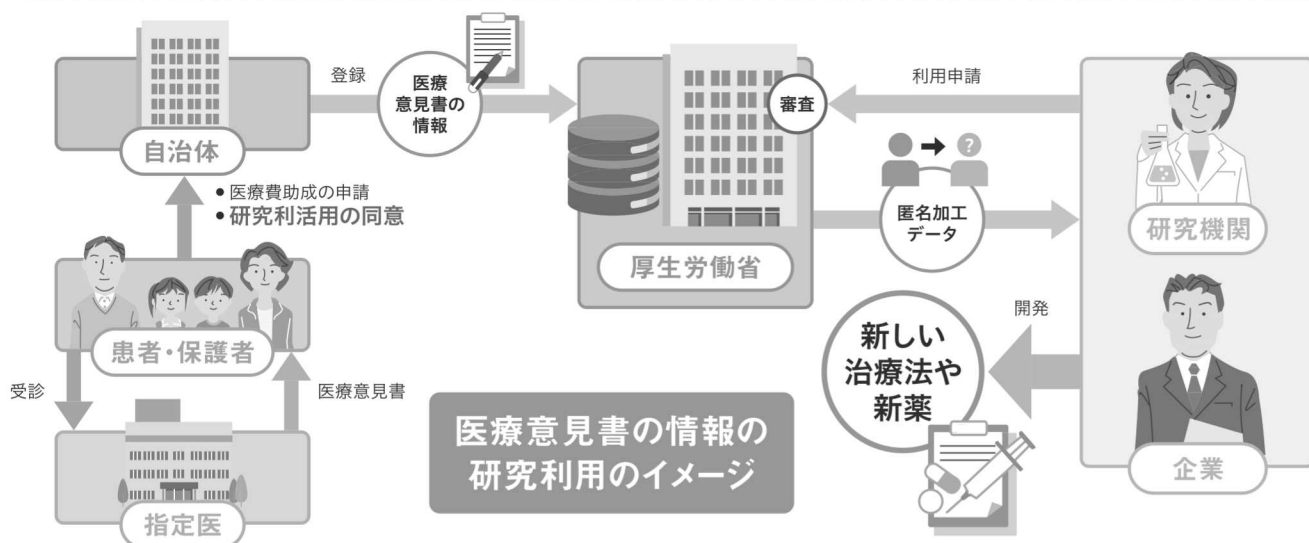 登録
医療
意見書の
情報
審査
利用申請
自治体
• 医療費助成の申請
• 研究利活用の同意
匿名加工
データ
研究機関
厚生労働省
患者・保護者
受診
医療意見書
開発
新しい
治療法や
新薬
医療意見書の情報の
研究利用のイメージ
指定医
企業
?